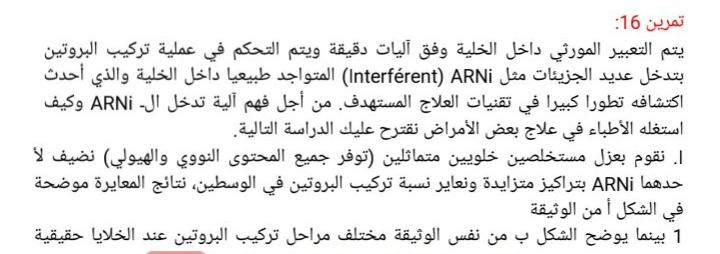 تمرين 16:
يتم التعبير المورثي داخل الخلية وفق آليات دقيقة ويتم التحكم في عملية تركيب البروتين
بتدخل عديد الجزيئات مثل ARNi (Interférent) المتواجد طبيعيا داخل الخلية والذي أحدث
اكتشافه تطورا كبيرا في تقنيات العلاج المستهدف. من أجل فهم آلية تدخل ال-ARNi وكيف
استغله الأطباء في علاج بعض الأمراض نقترح عليك الدراسة التالية.
I. نقوم بعزل مستخلصين خلويين متماثلين (توفر جميع المحتوى النووي والهيولي) نضيف لأ
حدهما ARNi بتراكيز متزايدة ونعاير نسبة تركيب البروتين في الوسطين، نتائج المعايرة موضحة
في الشكل أ من الوثيقة
1 بينما يوضح الشكل ب من نفس الوثيقة مختلف مراحل تركيب البروتين عند الخلايا حقيقية